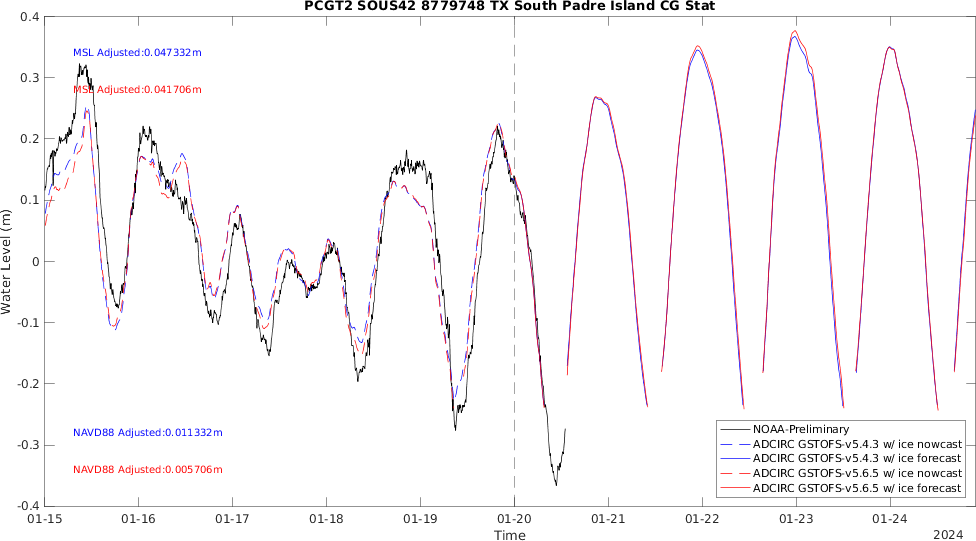 PCGT2 SOUS42 8779748 TX South Padre Island CG Stat
0.4
0.3
0.2
0.1
0
-0.1
-0.2
-0.3
-0.4
Water Level (m)
MSL Adjusted:0.047332m
MSL Adjusted:0.041706m
NAVD88 Adjusted:0.011332m
NAVD88 Adjusted:0.005706m
NOAA-Preliminary
ADCIRC GSTOFS-v5.4.3 w/ ice nowcast
ADCIRC GSTOFS-v5.4.3 w/ ice forecast
ADCIRC GSTOFS-v5.6.5 w/ ice nowcast
ADCIRC GSTOFS-v5.6.5 w/ ice forecast
01-15 01-16 01-17 01-18 01-19 01-20 01-21 01-22 01-23 01-24
Time
2024